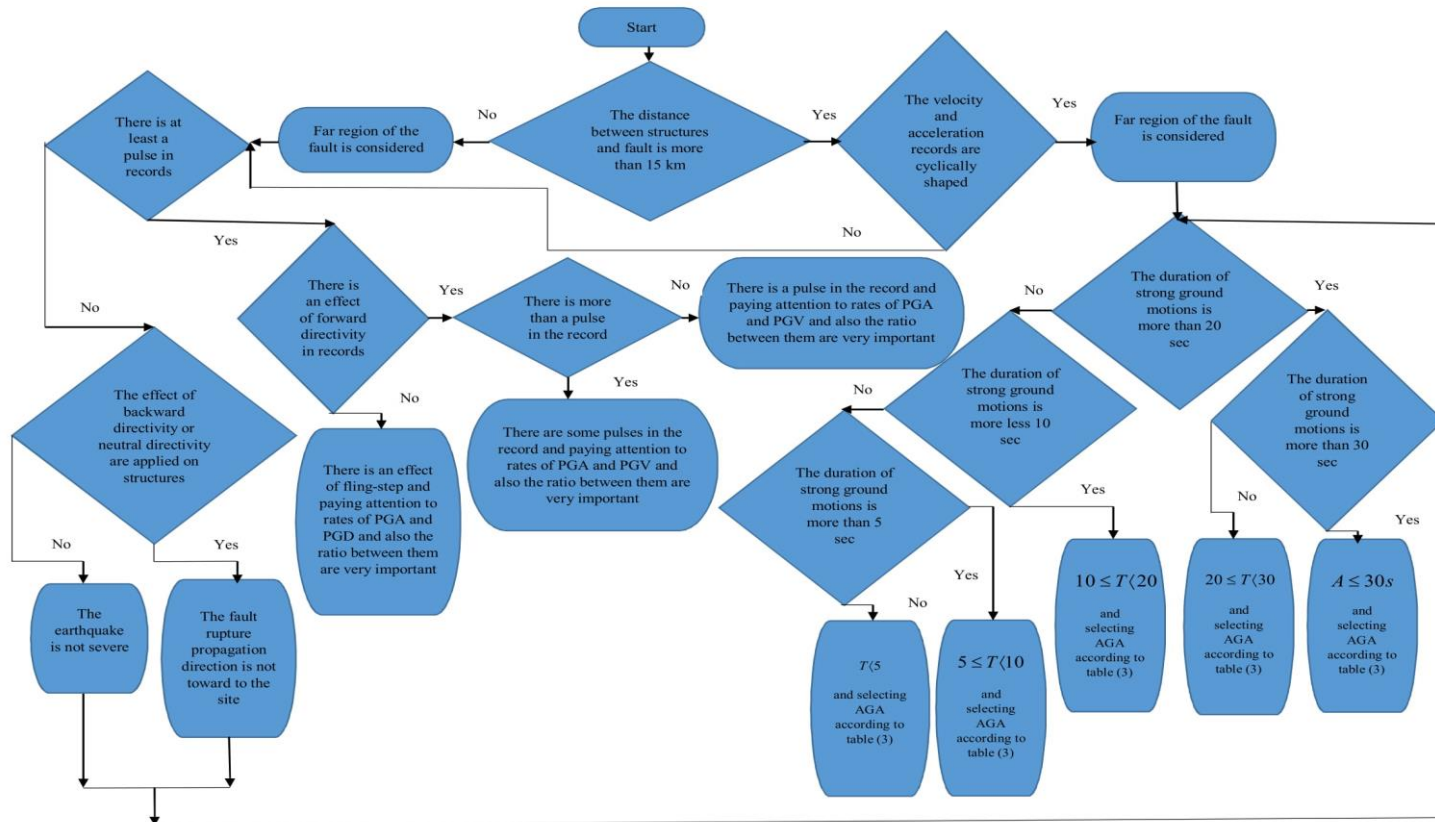 Start
The distance
between structures
and fault is more
than 15 km
No
Yes
Far region of the
fault is considered
There is at
least a
pulse in
records
The velocity
and
acceleration
records are
cyclically
shaped
Yes
No
Far region of the fault
is considered
Yes
No
There is
an effect
of forward
directivity
in records
Yes
No
There is more
than a pulse
in the record
No
Yes
There is a pulse in the record and
paying attention to rates of PGA
and PGV and also the ratio
between them are very important
There are some pulses in the
record and paying attention to
rates of PGA and PGV and
also the ratio between them are
very important
There is an effect
of fling-step and
paying attention to
rates of PGA and
PGD and also the
ratio between them
are very important
The effect of
backward
directivity or
neutral directivity
are applied on
structures
No
Yes
The
earthquake
is not severe
The fault
rupture
propagation
direction is not
toward to the
site
The duration of
strong ground
motions is
more than 20
sec
No
Yes
The duration of
strong ground
motions is
more less 10
sec
No
Yes
The duration
of strong
ground
motions is
more than 30
sec
No
Yes
The duration of
strong ground
motions is
more than 5
sec
No
Yes
T⟨5
and selecting
AGA
according to
table (3)
5 ≤ T⟨10
and
selecting
AGA
according to
table (3)
10 ≤ T⟨20
and
selecting
AGA
according to
table (3)
20 ≤ T⟨30
and
selecting
AGA
according to
table (3)
A ≤ 30s
and
selecting
AGA
according to
table (3)